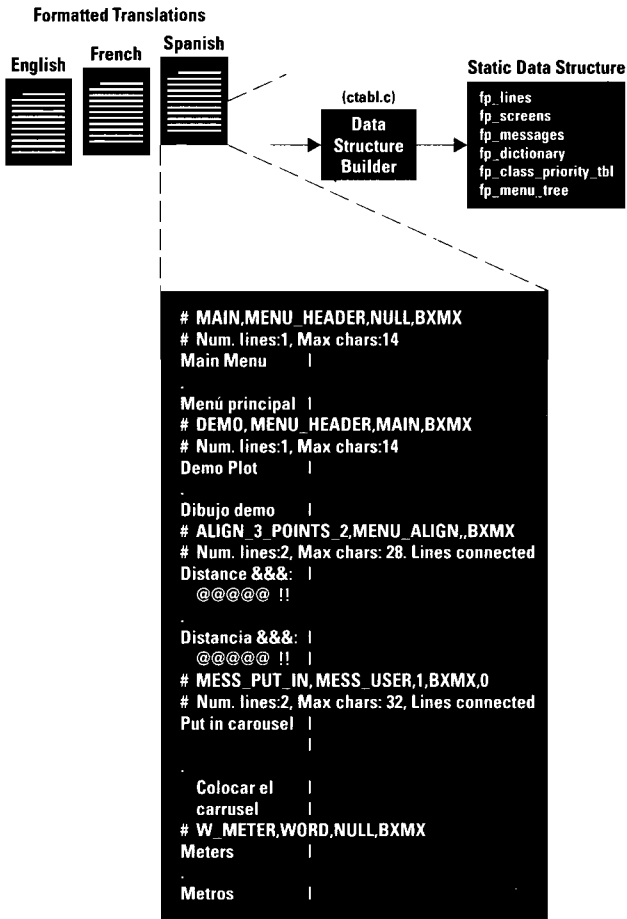 Formatted Translations
English
French
Spanish
(ctabl.c)
Data
Structure
Builder
Static Data Structure
fp_lines
fp_screens
fp_messages
fp_dictionary
fp_class_priority_tbl
fp_menu_tree
# MAIN,MENU_HEADER,NULL,BXMX
# Num. lines:1, Max chars:14
Main Menu |
.
Menú principal |
# DEMO, MENU_HEADER,MAIN,BXMX
# Num. lines:1, Max chars:14
Demo Plot |
.
Dibujo demo |
# ALIGN_3_POINTS_2,MENU_ALIGN,,BXMX
# Num. lines:2, Max chars: 28. Lines connected
Distance &&&: |
@@@@@ !!
.
Distancia &&&: |
@@@@@ !! |
# MESS_PUT_IN, MESS_USER,1,BXMX,0
# Num. lines:2, Max chars: 32, Lines connected
Put in carousel |
|
.
Colocar el |
carrusel |
# W_METER,WORD,NULL,BXMX
Meters |
.
Metros |